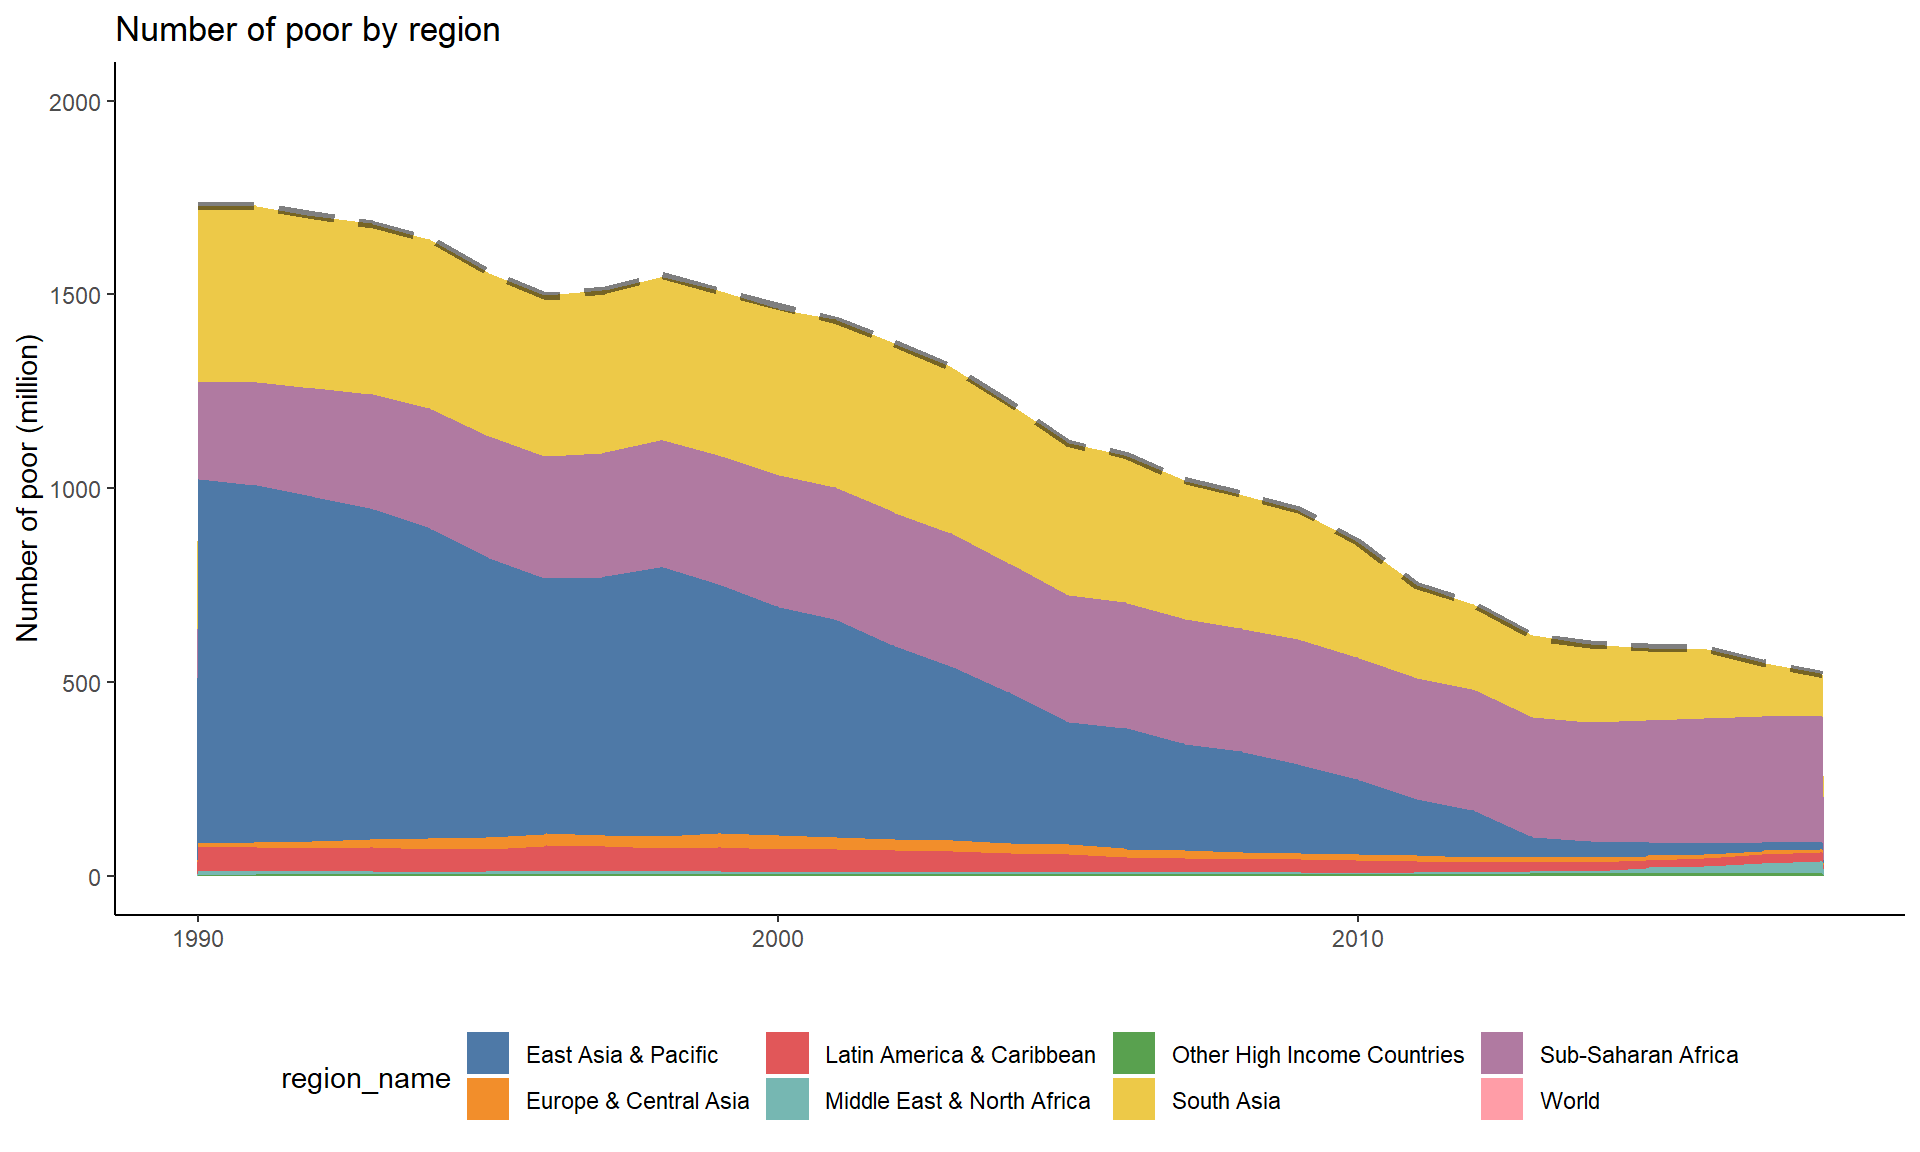 Number of poor by region
2000
1500
1000
500
0
Number of poor (million)
1990 2000 2010
region_name
East Asia & Pacific Latin America & Caribbean Other High Income Countries Sub-Saharan Africa
Europe & Central Asia Middle East & North Africa South Asia World